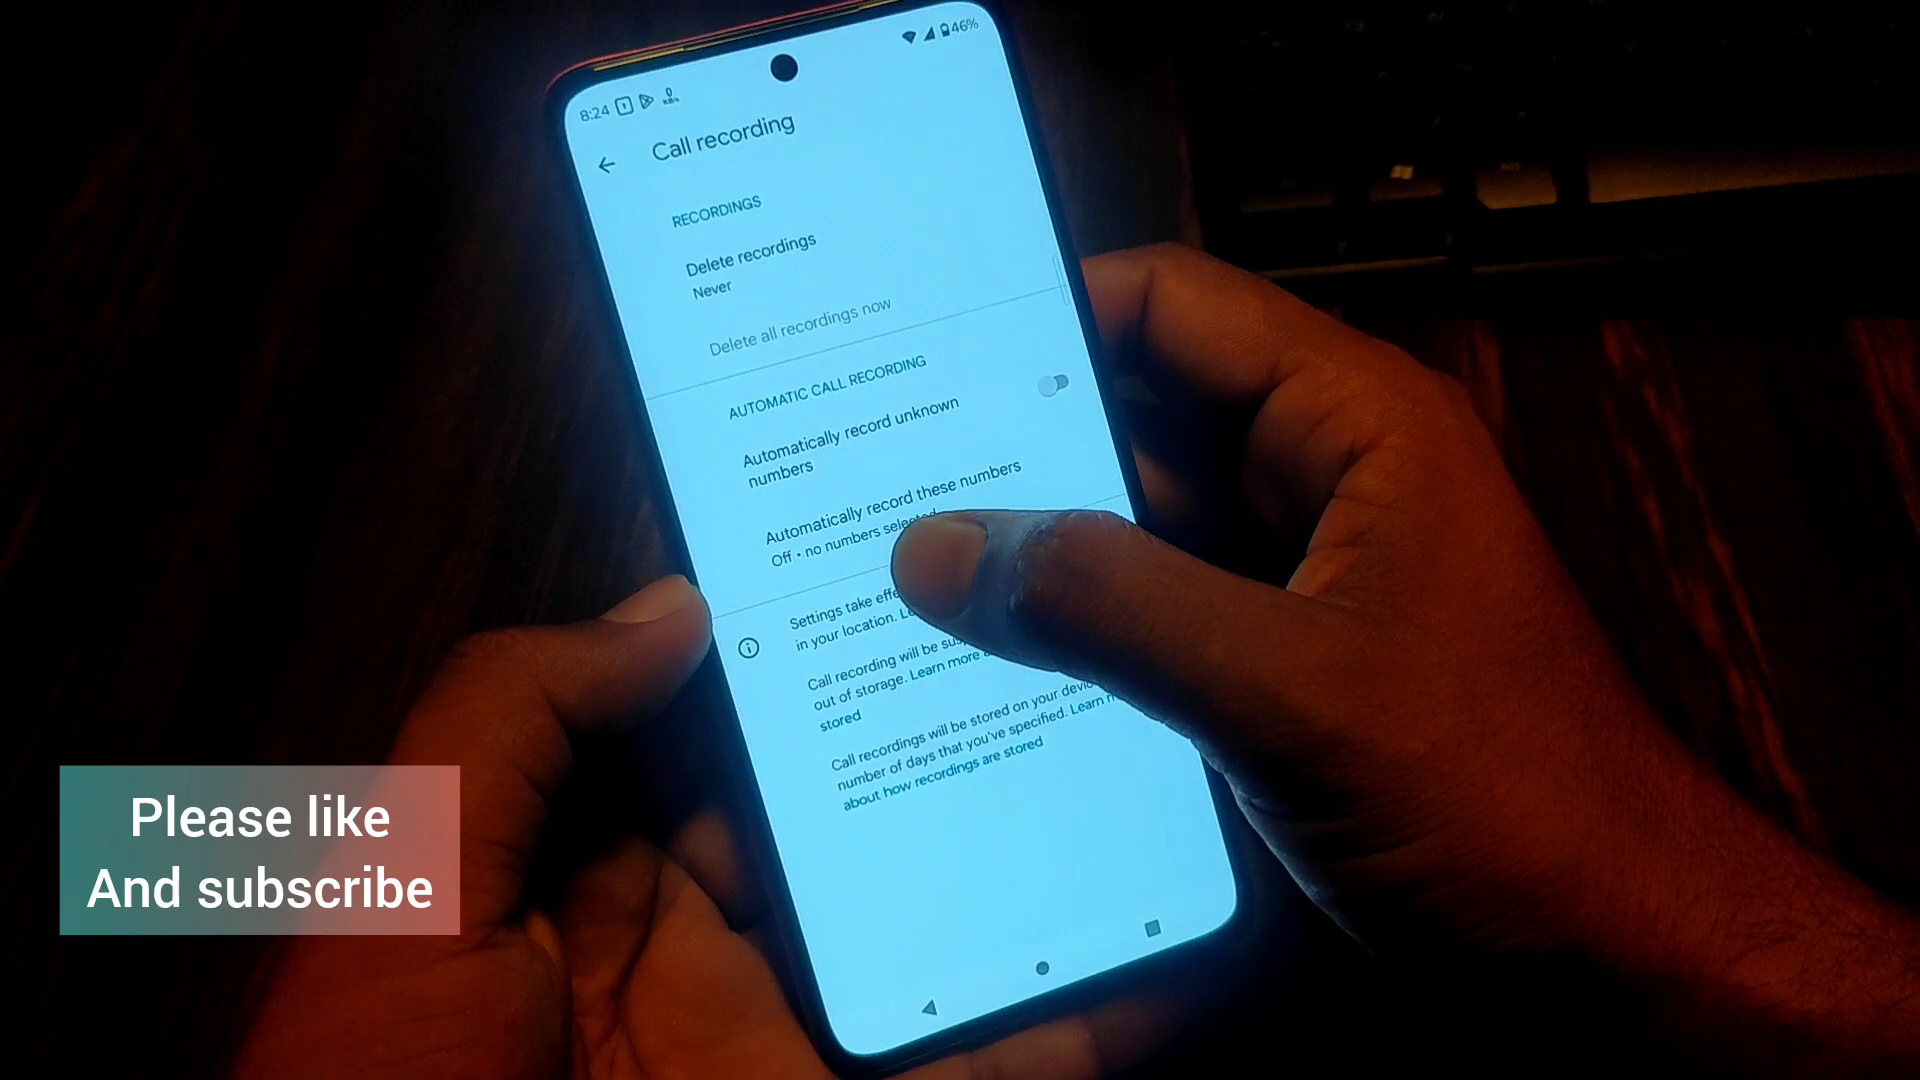 8:24
0
KB/s
46%
Call recording
RECORDINGS
Delete recordings
Never
Delete all recordings now
AUTOMATIC CALL RECORDING
Automatically record unknown
numbers
Automatically record these numbers
Off • no numbers selected
Settings take
in your location.
Call recording will be
out of storage. Learn more
stored
Call recordings will be stored on your
number of days that you've specified. Learn
about how recordings are stored
Please like
And subscribe